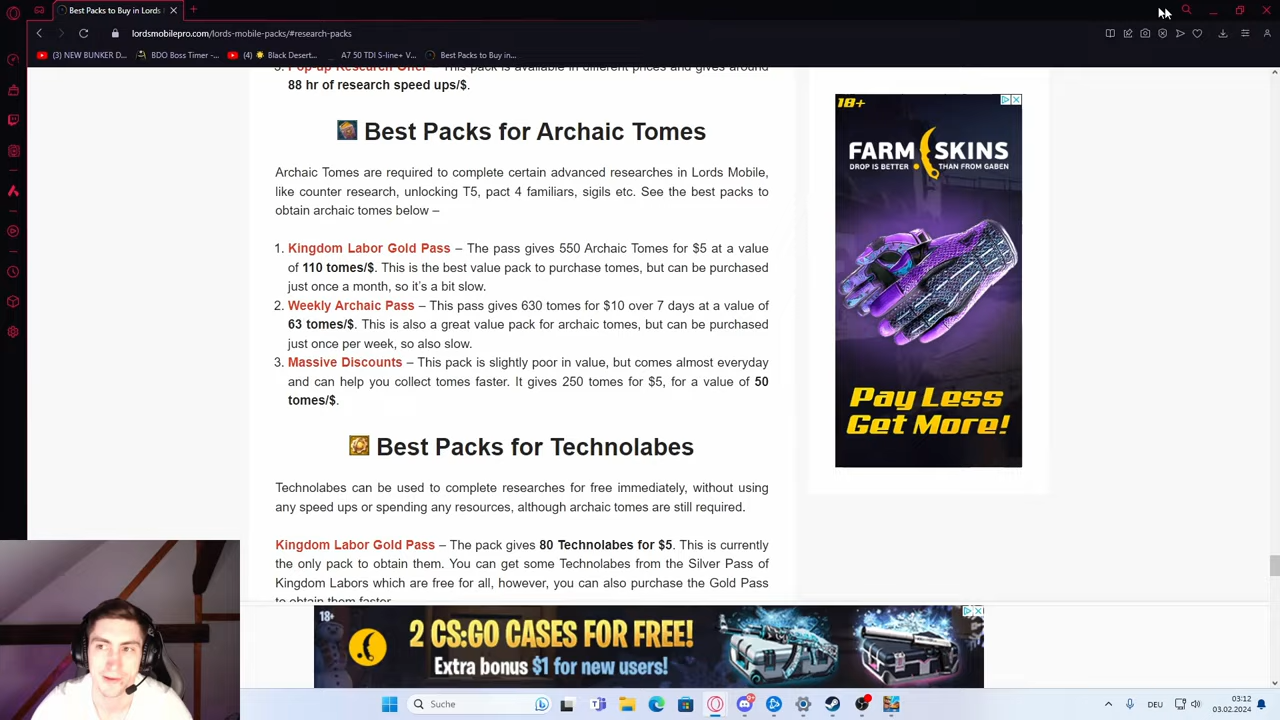 Best Packs to Buy in Lords
lordsmobilepro.com/lords-mobile-packs/#research-packs
(3) NEW BUNKER D...
BDO Boss Timer -...
(4) Black Desert...
A7 50 TDI S-line+ V...
Best Packs to Buy in...
3. Pop-up Research Offer – This pack is available in different prices and gives around
88 hr of research speed ups/$.
Best Packs for Archaic Tomes
Archaic Tomes are required to complete certain advanced researches in Lords Mobile,
like counter research, unlocking T5, pact 4 familiars, sigils etc. See the best packs to
obtain archaic tomes below –
1. Kingdom Labor Gold Pass – The pass gives 550 Archaic Tomes for $5 at a value
of 110 tomes/$. This is the best value pack to purchase tomes, but can be purchased
just once a month, so it's a bit slow.
2. Weekly Archaic Pass – This pass gives 630 tomes for $10 over 7 days at a value of
63 tomes/$. This is also a great value pack for archaic tomes, but can be purchased
just once per week, so also slow.
3. Massive Discounts – This pack is slightly poor in value, but comes almost everyday
and can help you collect tomes faster. It gives 250 tomes for $5, for a value of 50
tomes/$.
Best Packs for Technolabes
Technolabes can be used to complete researches for free immediately, without using
any speed ups or spending any resources, although archaic tomes are still required.
Kingdom Labor Gold Pass – The pack gives 80 Technolabes for $5. This is currently
the only pack to obtain them. You can get some Technolabes from the Silver Pass of
Kingdom Labors which are free for all, however, you can also purchase the Gold Pass
to obtain them faster.
18+
FARM SKINS
DROP IS BETTER THAN FROM GABEN
Pay Less
Get More!
18+
2 CS:GO CASES FOR FREE!
Extra bonus $1 for new users!
Suche
DEU
03:12
03.02.2024